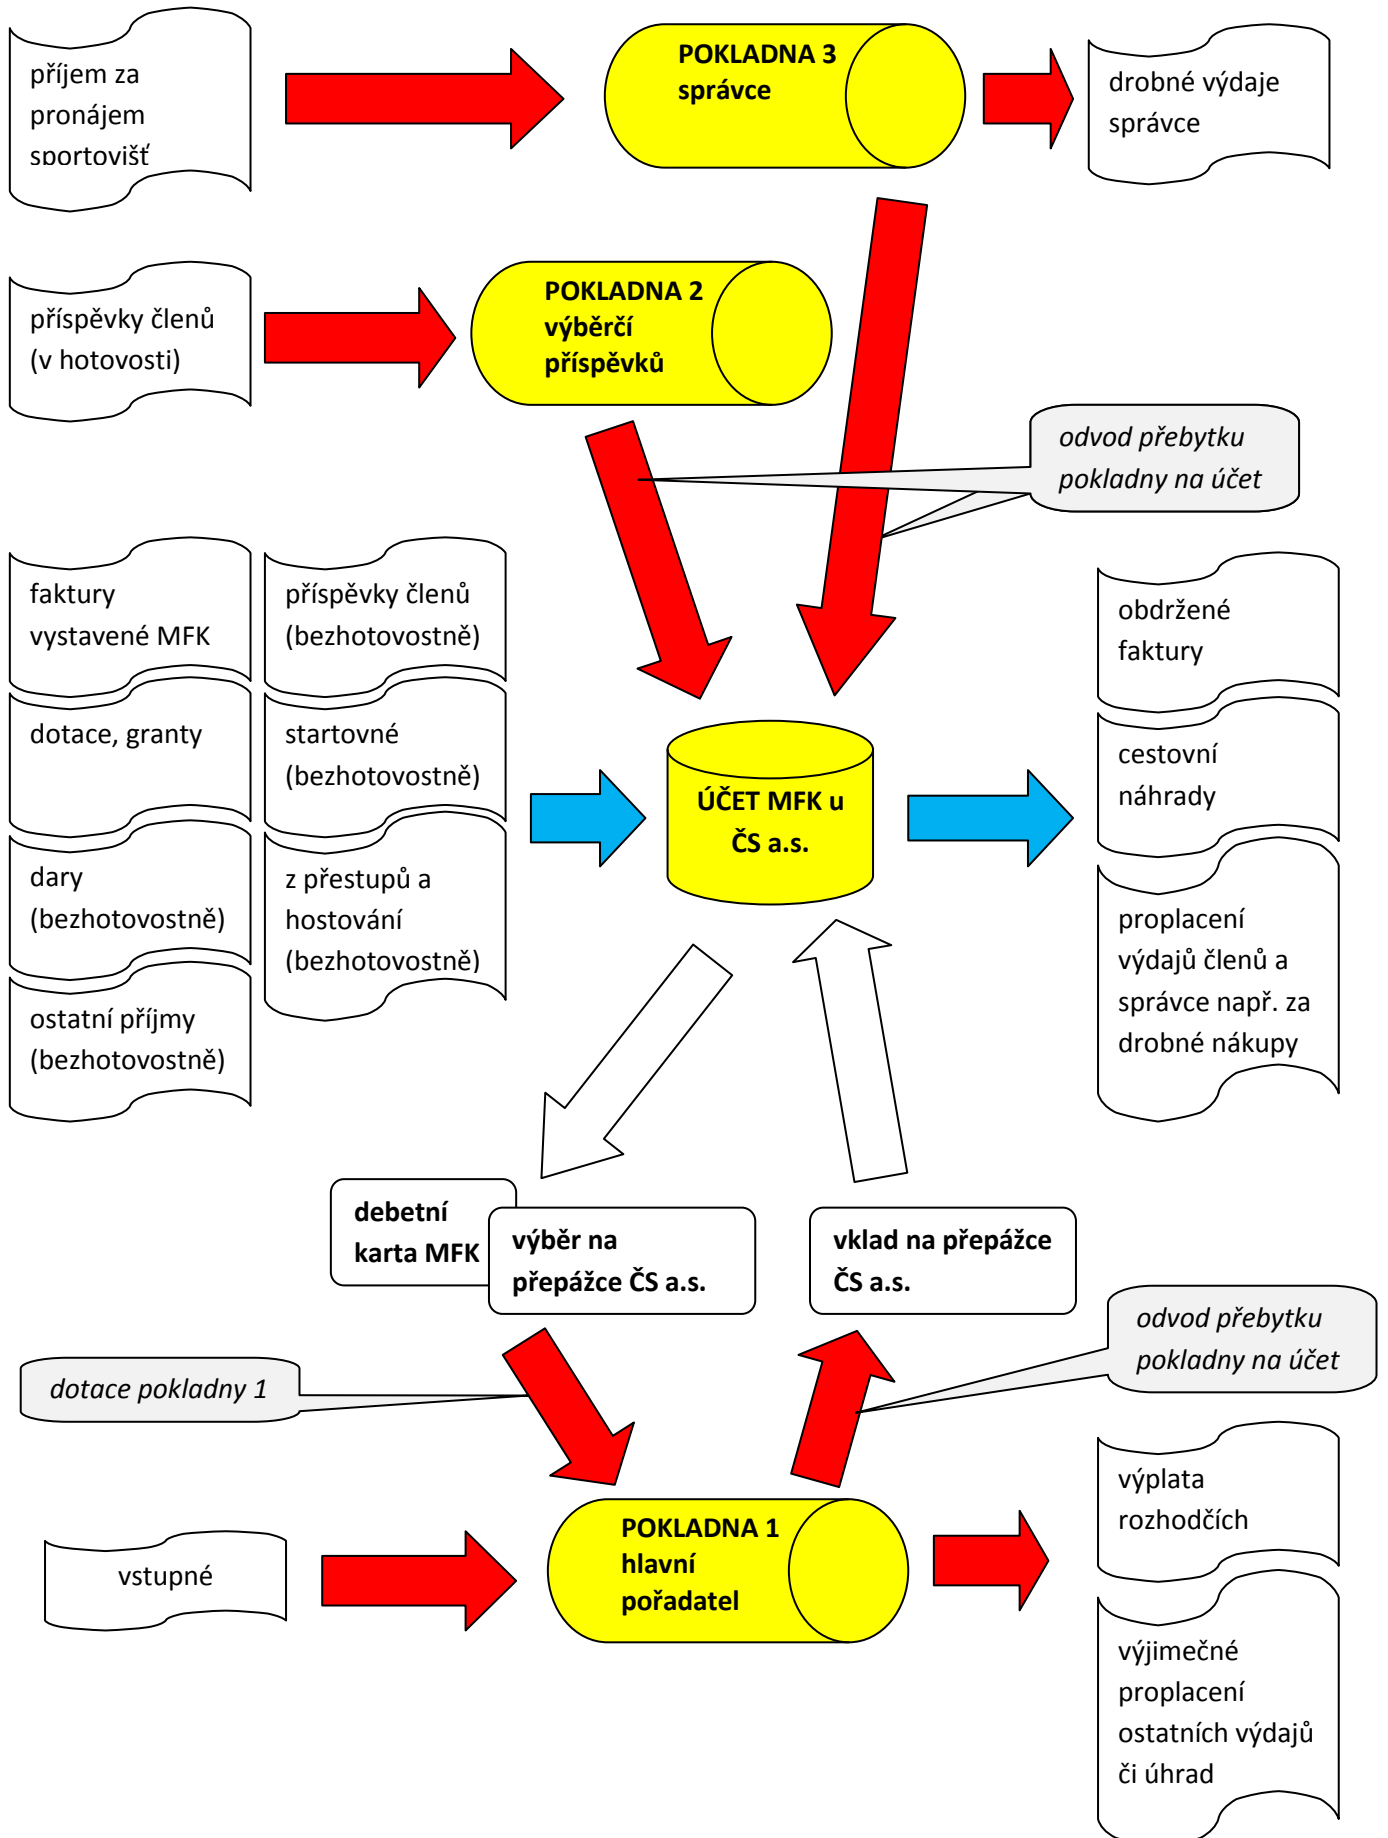 příjem za
pronájem
sportovišť
POKLADNA 3
správce
drobné výdaje
správce
příspěvky členů
(v hotovosti)
POKLADNA 2
výběrčí
příspěvků
odvod přebytku
pokladny na účet
faktury
vystavené MFK
příspěvky členů
(bezhotovostně)
obdržené
faktury
dotace, granty
startovné
(bezhotovostně)
cestovní
náhrady
ÚČET MFK u
ČS a.s.
dary
(bezhotovostně)
z přestupů a
hostování
(bezhotovostně)
proplacení
výdajů členů a
správce např. za
drobné nákupy
ostatní příjmy
(bezhotovostně)
debetní
karta MFK
výběr na
přepážce ČS a.s.
vklad na přepážce
ČS a.s.
odvod přebytku
pokladny na účet
dotace pokladny 1
výplata
rozhodčích
POKLADNA 1
hlavní
pořadatel
vstupné
výjimečné
proplacení
ostatních výdajů
či úhrad